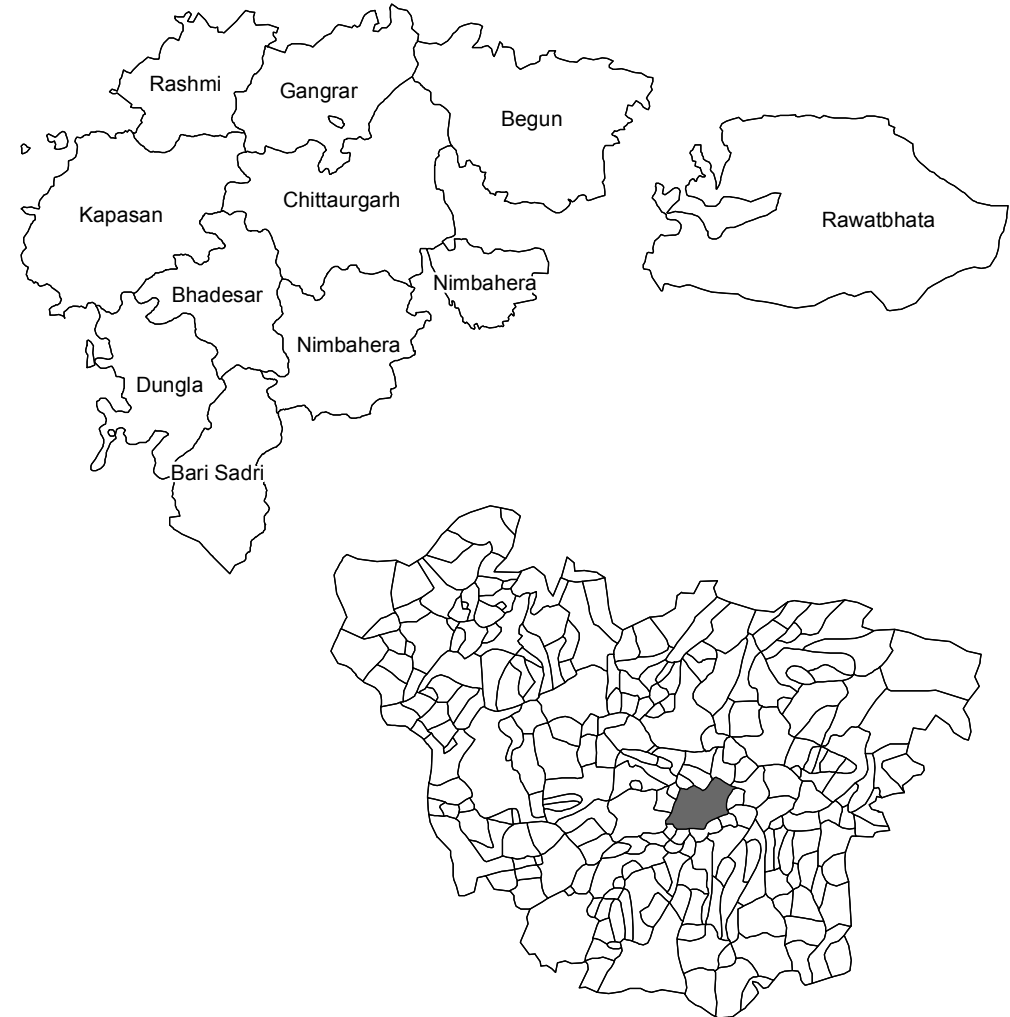 Rashmi
Gangrar
Begun
Kapasan
Chittaurgarh
Rawatbhata
Bhadesar
Nimbahera
Nimbahera
Dungla
Bari Sadri